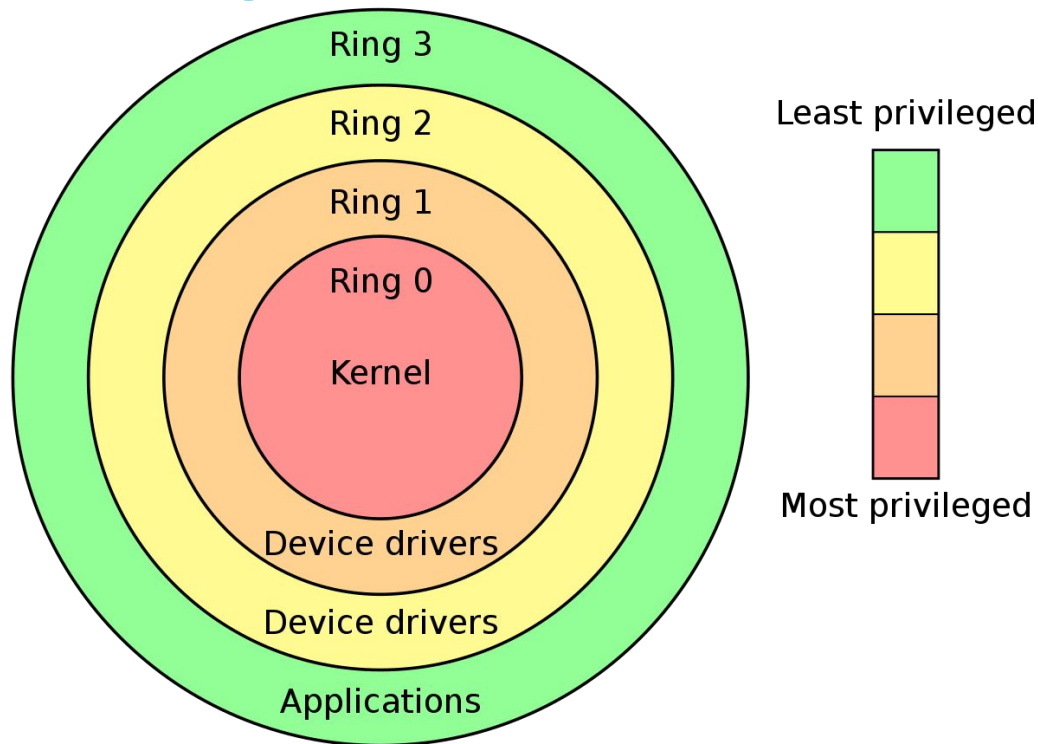 Ring 3
Ring 2
Ring 1
Ring 0
Kernel
Device drivers
Device drivers
Applications
Least privileged
Most privileged